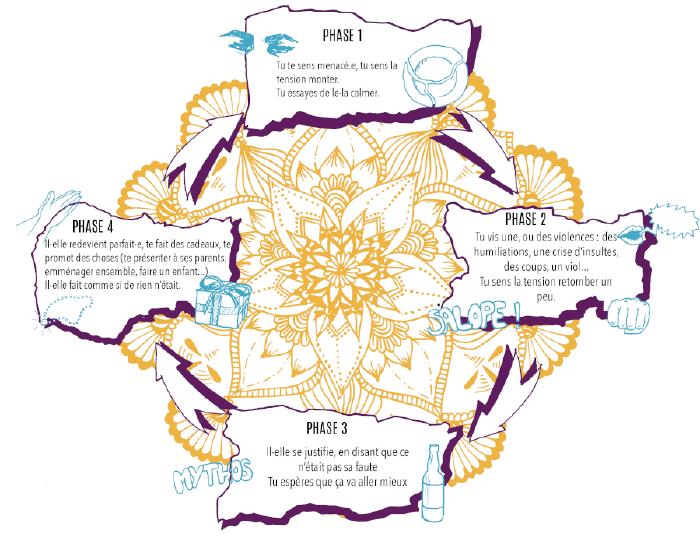 PHASE 1
Tu te sens menacé.e, tu sens la
tension monter.
Tu essayes de le·la calmer.
PHASE 2
Tu vis une, ou des violences : des
humiliations, une crise d'insultes,
des coups, un viol...
Tu sens la tension retomber un
peu.
SALOPE !
PHASE 3
Il·elle se justifie, en disant que ce
n'était pas sa faute
Tu espères que ça va aller mieux
MYTHOS
PHASE 4
Il·elle redevient parfait·e, te fait des cadeaux, te
promet des choses (te présenter à ses parents,
emménager ensemble, faire un enfant...)
Il·elle fait comme si de rien n'était.